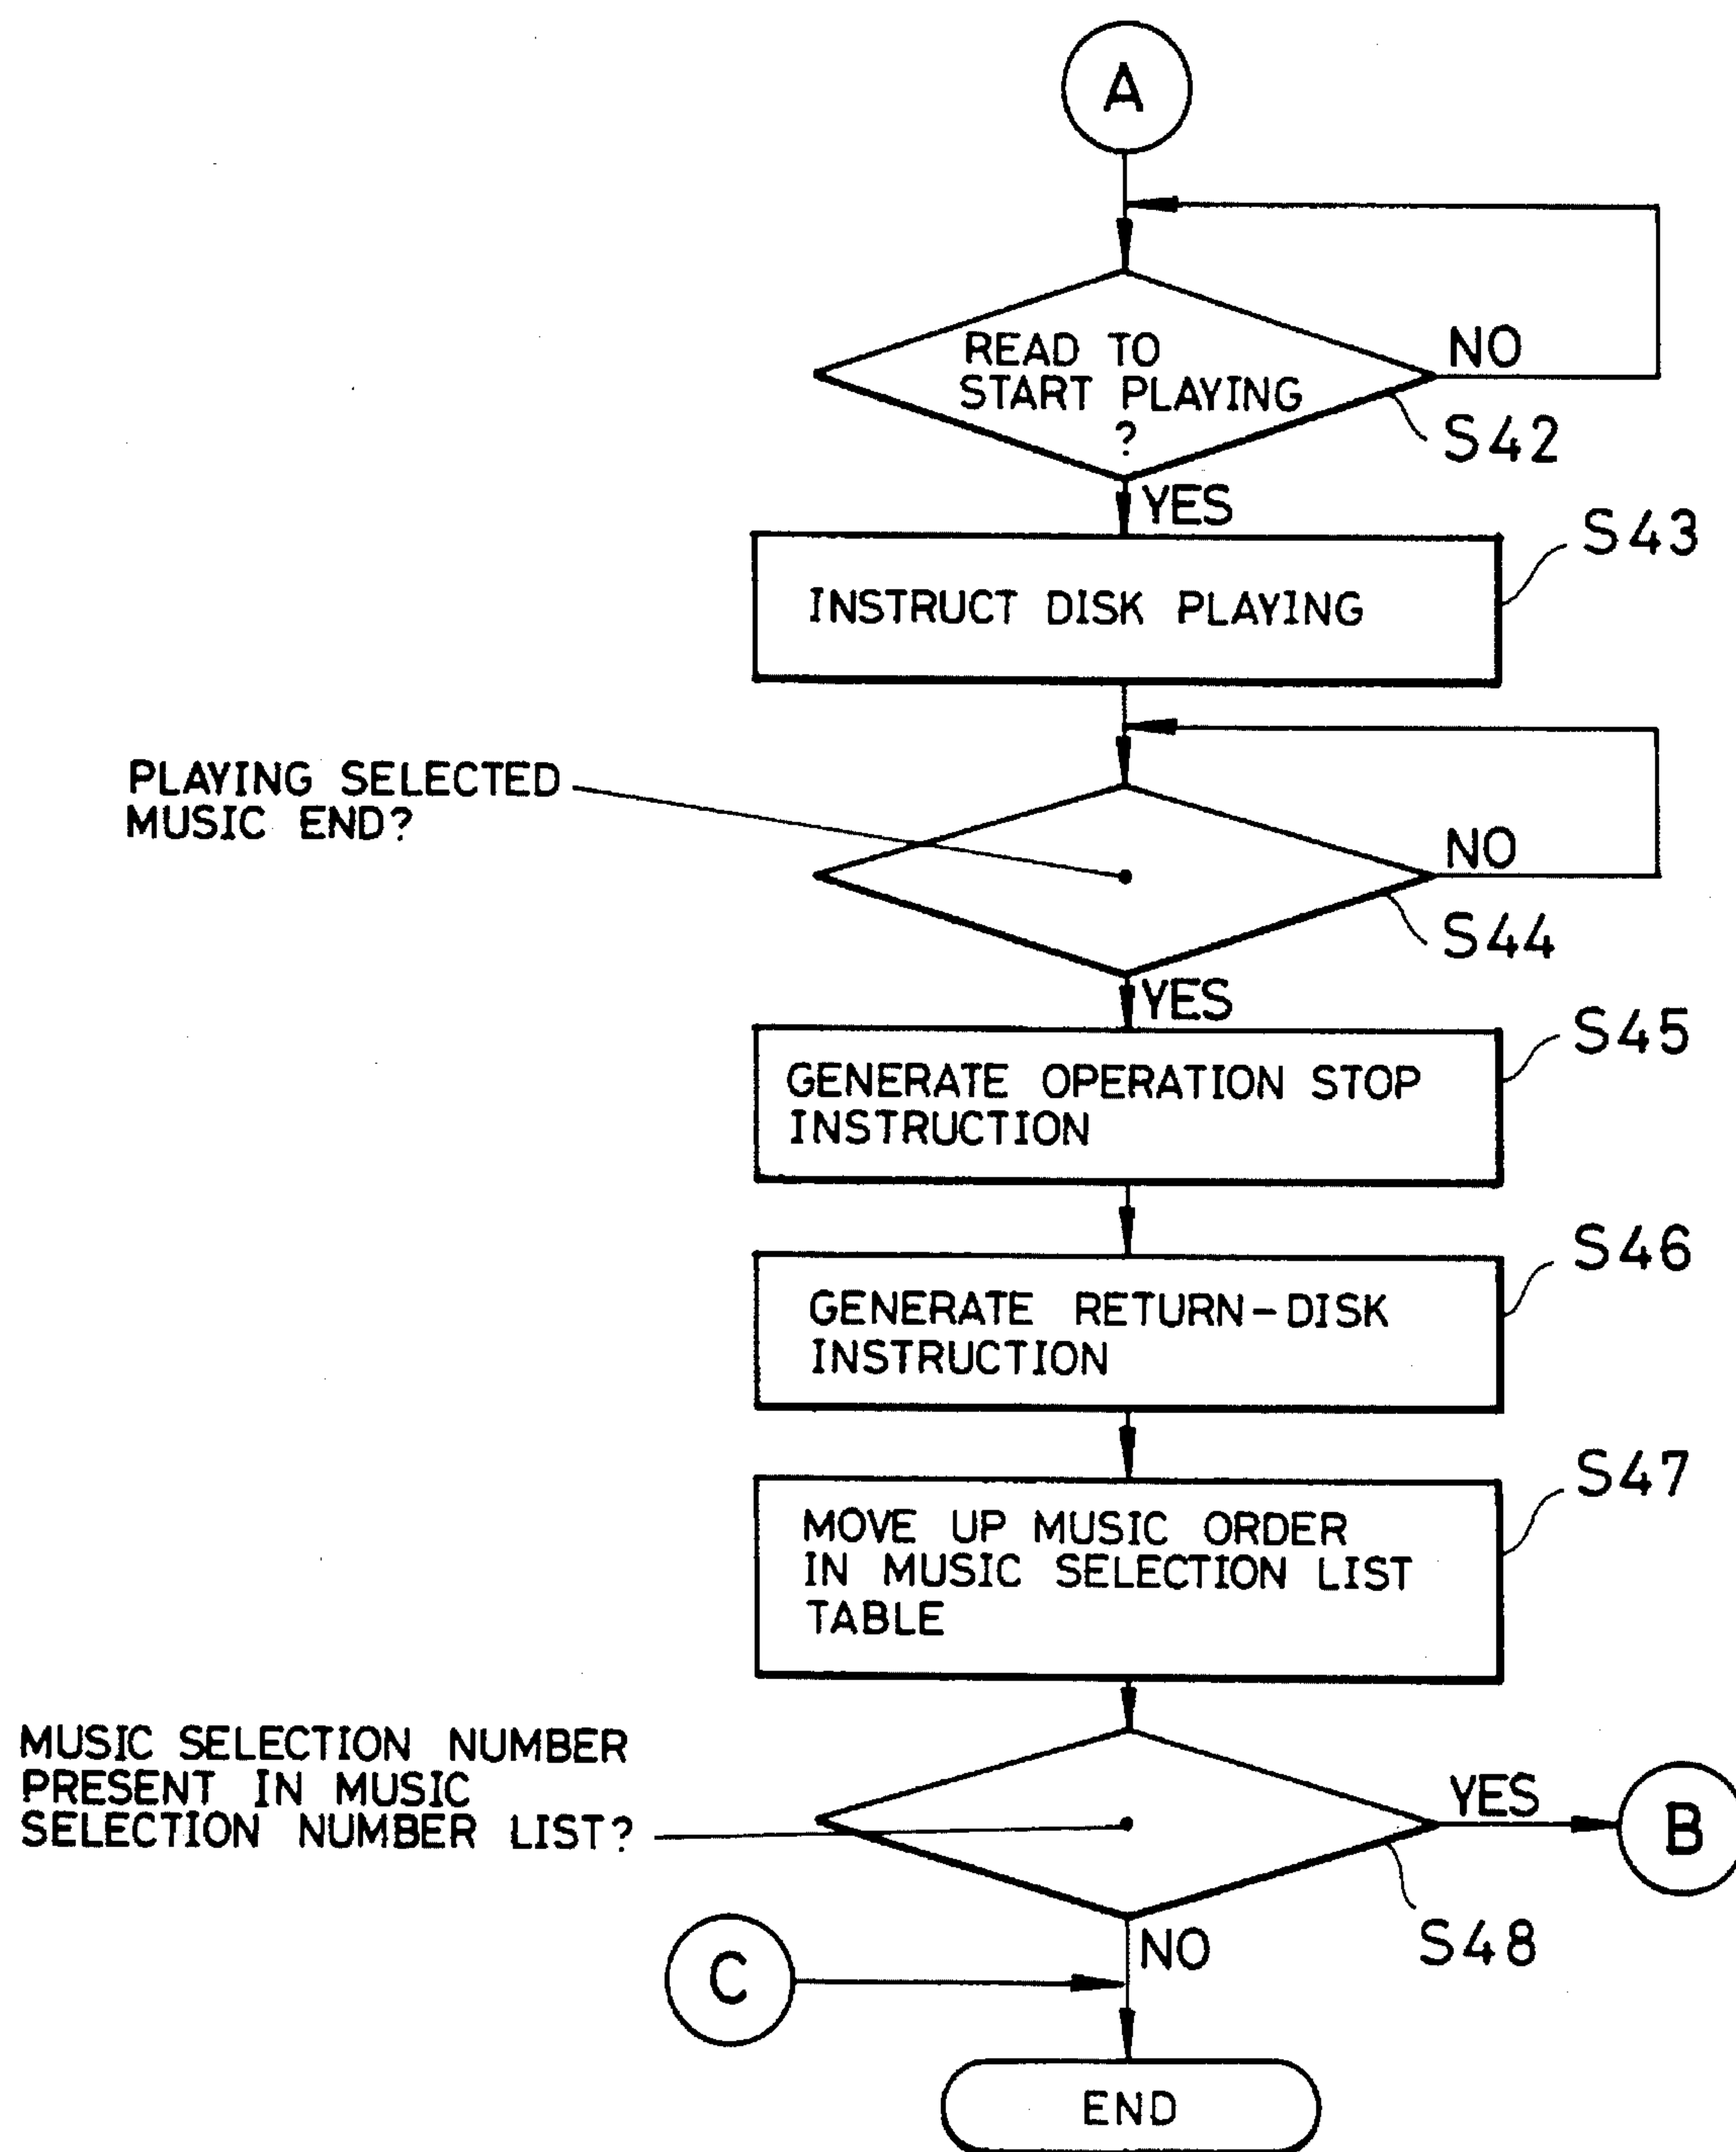 A
READ TO
START PLAYING
?
NO
S42
YES
S43
INSTRUCT DISK PLAYING
PLAYING SELECTED
MUSIC END?
NO
S44
YES
S45
GENERATE OPERATION STOP
INSTRUCTION
S46
GENERATE RETURN-DISK
INSTRUCTION
S47
MOVE UP MUSIC ORDER
IN MUSIC SELECTION LIST
TABLE
MUSIC SELECTION NUMBER
PRESENT IN MUSIC
SELECTION NUMBER LIST?
YES
B
S48
NO
C
END